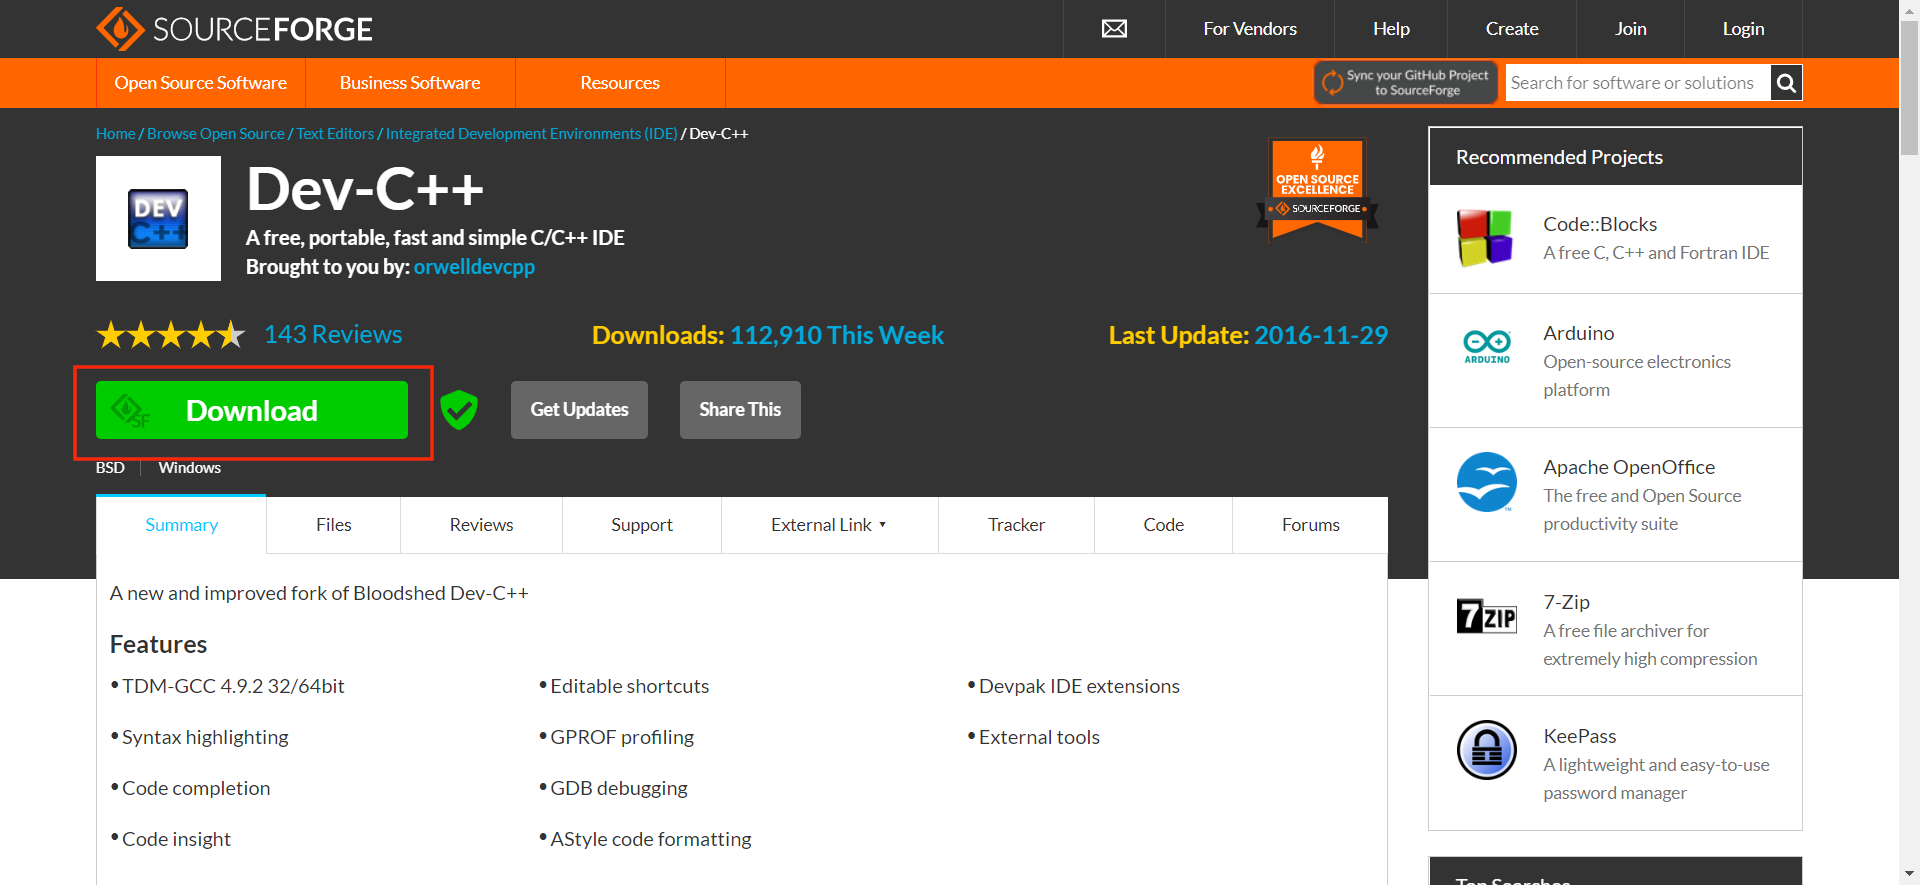 SOURCEFORGE
For Vendors
Help
Create
Join
Login
Open Source Software
Business Software
Resources
Sync your GitHub Project
to SourceForge
Search for software or solutions
Home / Browse Open Source / Text Editors / Integrated Development Environments (IDE) / Dev-C++
DEV
C++
Dev-C++
A free, portable, fast and simple C/C++ IDE
Brought to you by: orwelldevcpp
OPEN SOURCE
EXCELLENCE
SOURCEFORGE
143 Reviews
Downloads: 112,910 This Week
Last Update: 2016-11-29
SF
Download
Get Updates
Share This
BSD
Windows
Summary
Files
Reviews
Support
External Link
Tracker
Code
Forums
A new and improved fork of Bloodshed Dev-C++
Features
• TDM-GCC 4.9.2 32/64bit
• Syntax highlighting
• Code completion
• Code insight
• Editable shortcuts
• GPROF profiling
• GDB debugging
• AStyle code formatting
• Devpak IDE extensions
• External tools
Recommended Projects
Code::Blocks
A free C, C++ and Fortran IDE
ARDUINO
Arduino
Open-source electronics
platform
Apache OpenOffice
The free and Open Source
productivity suite
7ZIP
7-Zip
A free file archiver for
extremely high compression
KeePass
A lightweight and easy-to-use
password manager
Top Searches